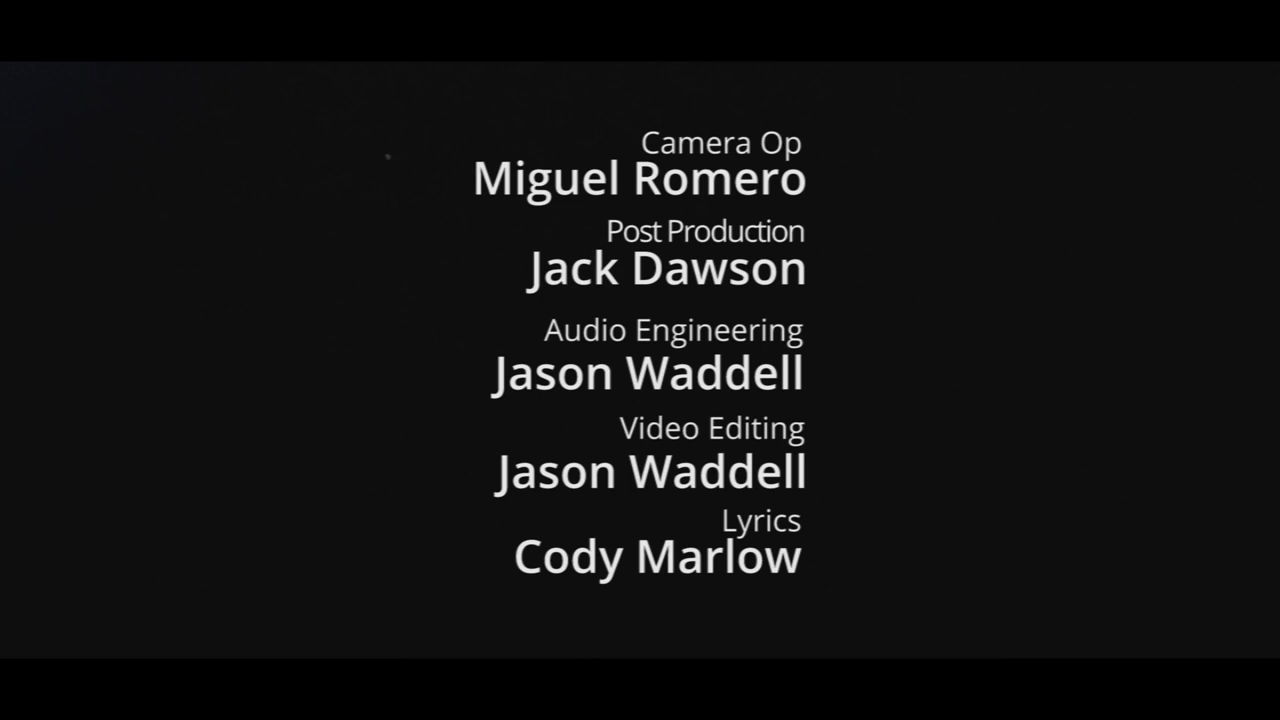 Camera Op
Miguel Romero
Post Production
Jack Dawson
Audio Engineering
Jason Waddell
Video Editing
Jason Waddell
Lyrics
Cody Marlow